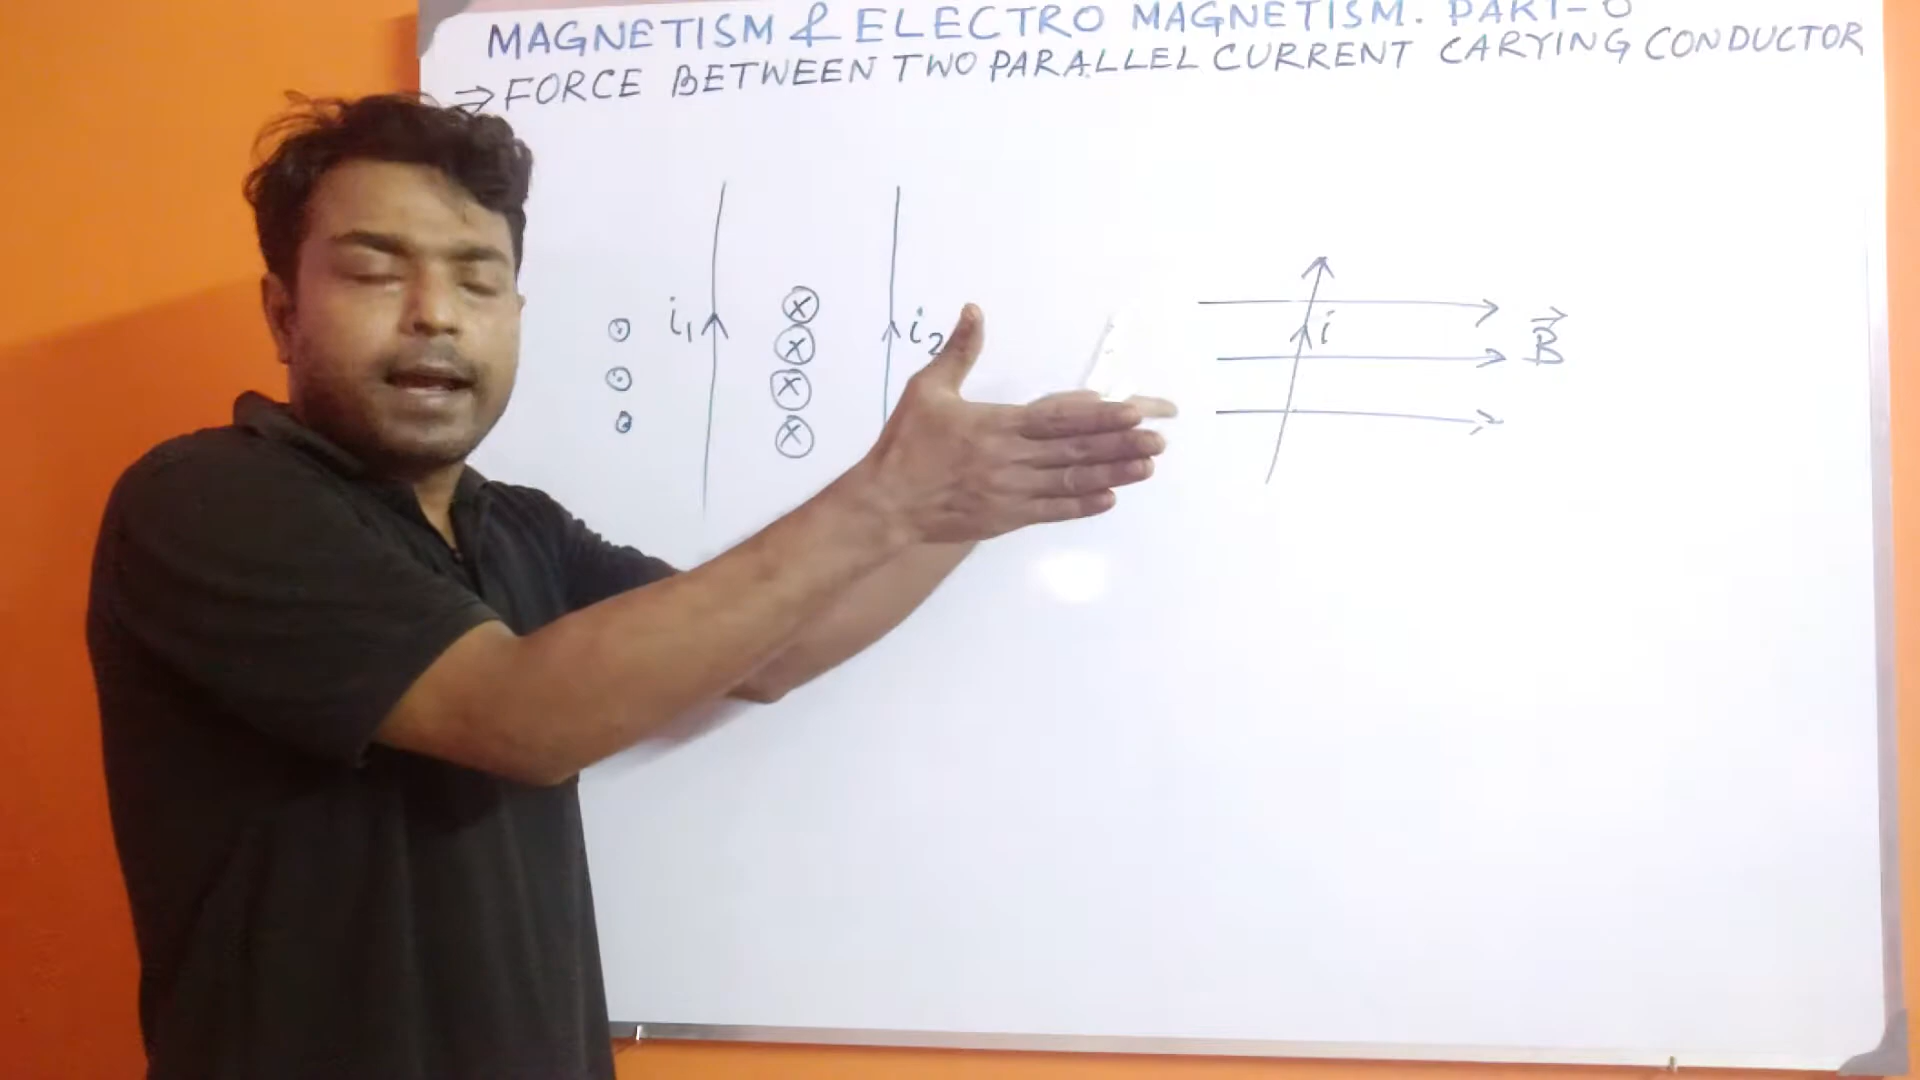 MAGNETISM & ELECTRO MAGNETISM. PART-
⇒ FORCE BETWEEN TWO PARALLEL CURRENT CARYING CONDUCTOR
i₁
i₂
i
B